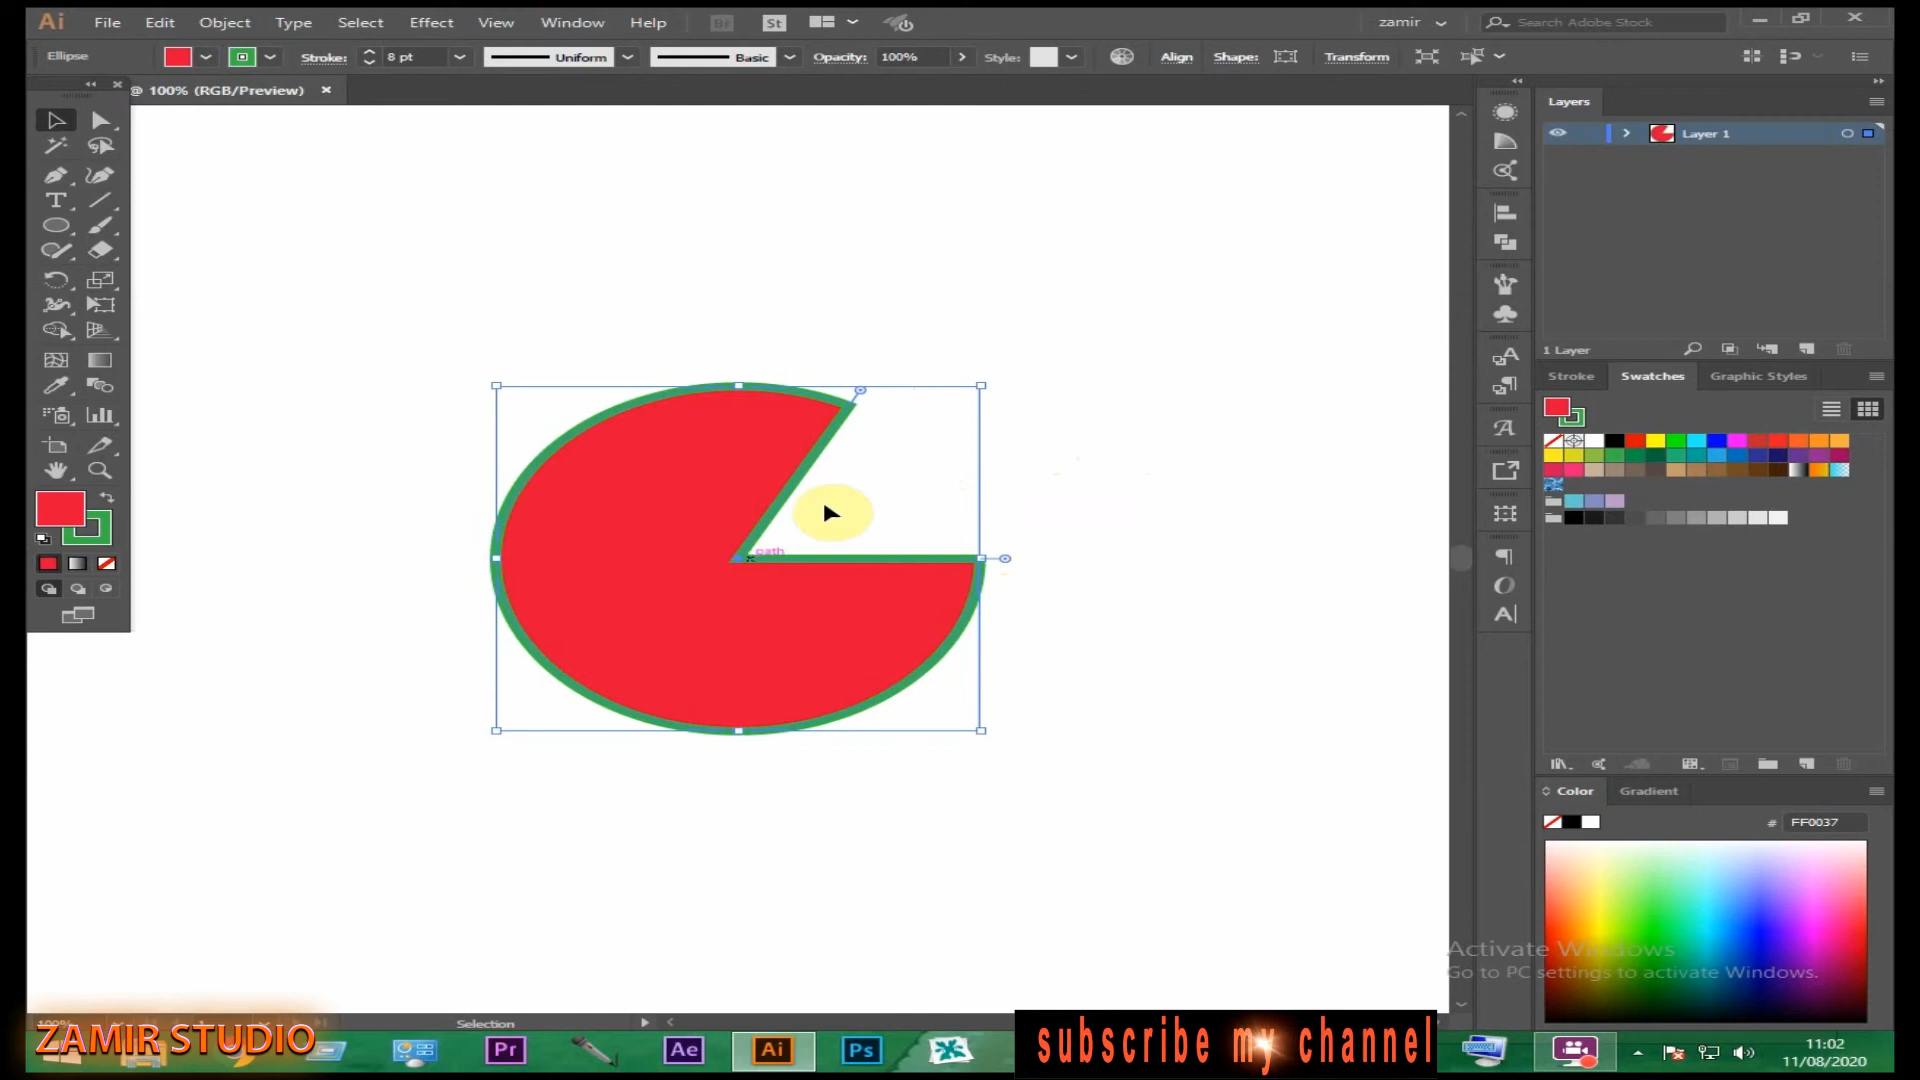 Ai File Edit Object Type Select Effect View Window Help Br St zamir Search Adobe Stock
Ellipse Stroke: 8 pt Uniform Basic Opacity: 100% Style: Align Shape: Transform
@ 100% (RGB/Preview) ×
Layers
Layer 1
1 Layer
Stroke Swatches Graphic Styles
path
Color Gradient
# FF0037
Activate Windows
Go to PC settings to activate Windows.
100% 1 Selection
ZAMIR STUDIO
Pr Ae Ai Ps
subscribe my channel
11:02
11/08/2020